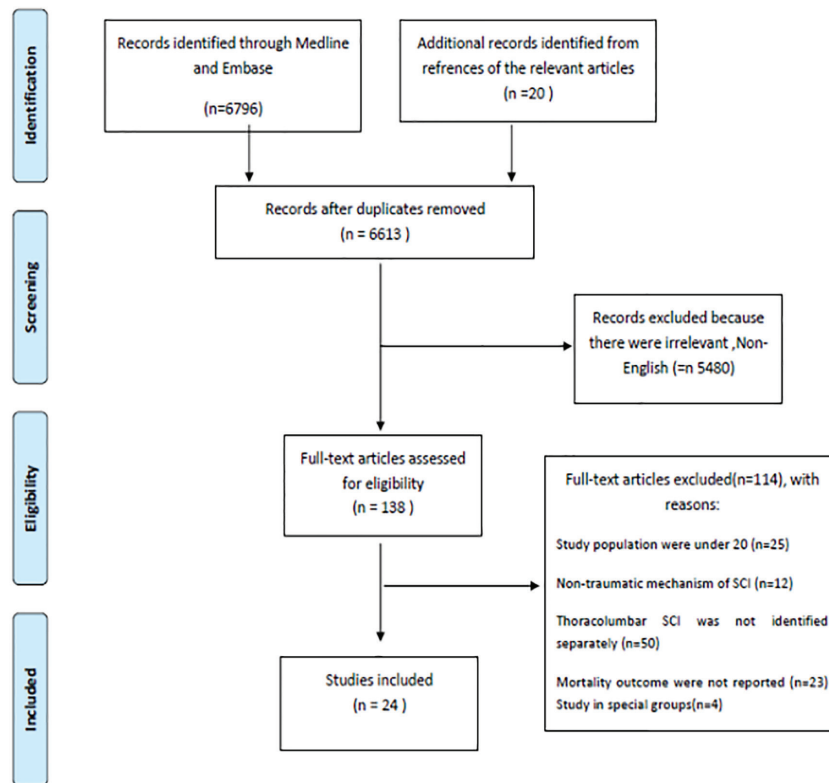 Identification
Records identified through Medline
and Embase
(n=6796)
Additional records identified from
refrences of the relevant articles
(n =20 )
Records after duplicates removed
(n = 6613 )
Screening
Records excluded because
there were irrelevant ,Non-
English (=n 5480)
Eligibility
Full-text articles assessed
for eligibility
(n = 138 )
Full-text articles excluded(n=114), with
reasons:
Study population were under 20 (n=25)
Non-traumatic mechanism of SCI (n=12)
Thoracolumbar SCI was not identified
separately (n=50)
Mortality outcome were not reported (n=23)
Study in special groups(n=4)
Included
Studies included
(n = 24 )